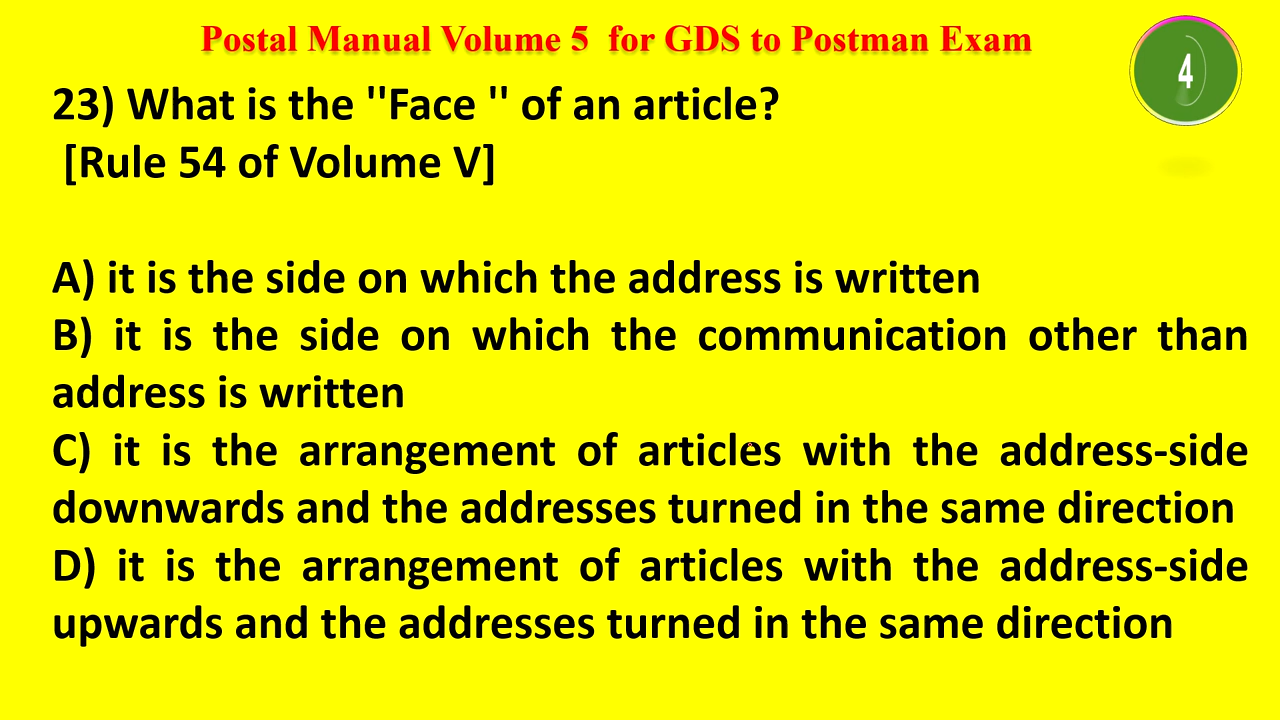 Postal Manual Volume 5 for GDS to Postman Exam
4
23) What is the ''Face '' of an article?
[Rule 54 of Volume V]
A) it is the side on which the address is written
B) it is the side on which the communication other than
address is written
C) it is the arrangement of articles with the address-side
downwards and the addresses turned in the same direction
D) it is the arrangement of articles with the address-side
upwards and the addresses turned in the same direction